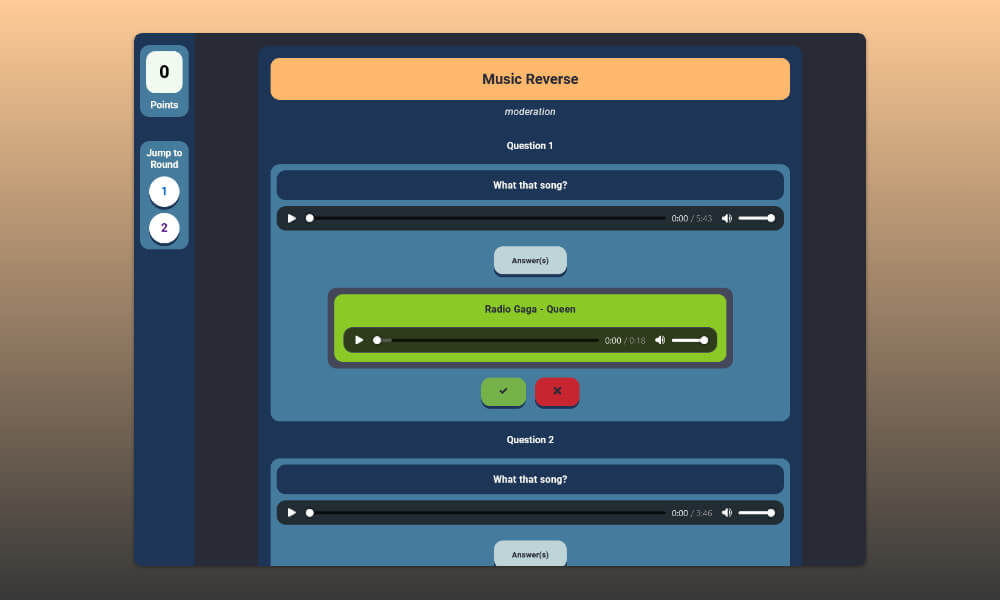 0
Points
Jump to
Round
1
2
Music Reverse
moderation
Question 1
What that song?
0:00 / 5:43
Answer(s)
Radio Gaga - Queen
0:00 / 0:18
Question 2
What that song?
0:00 / 3:46
Answer(s)